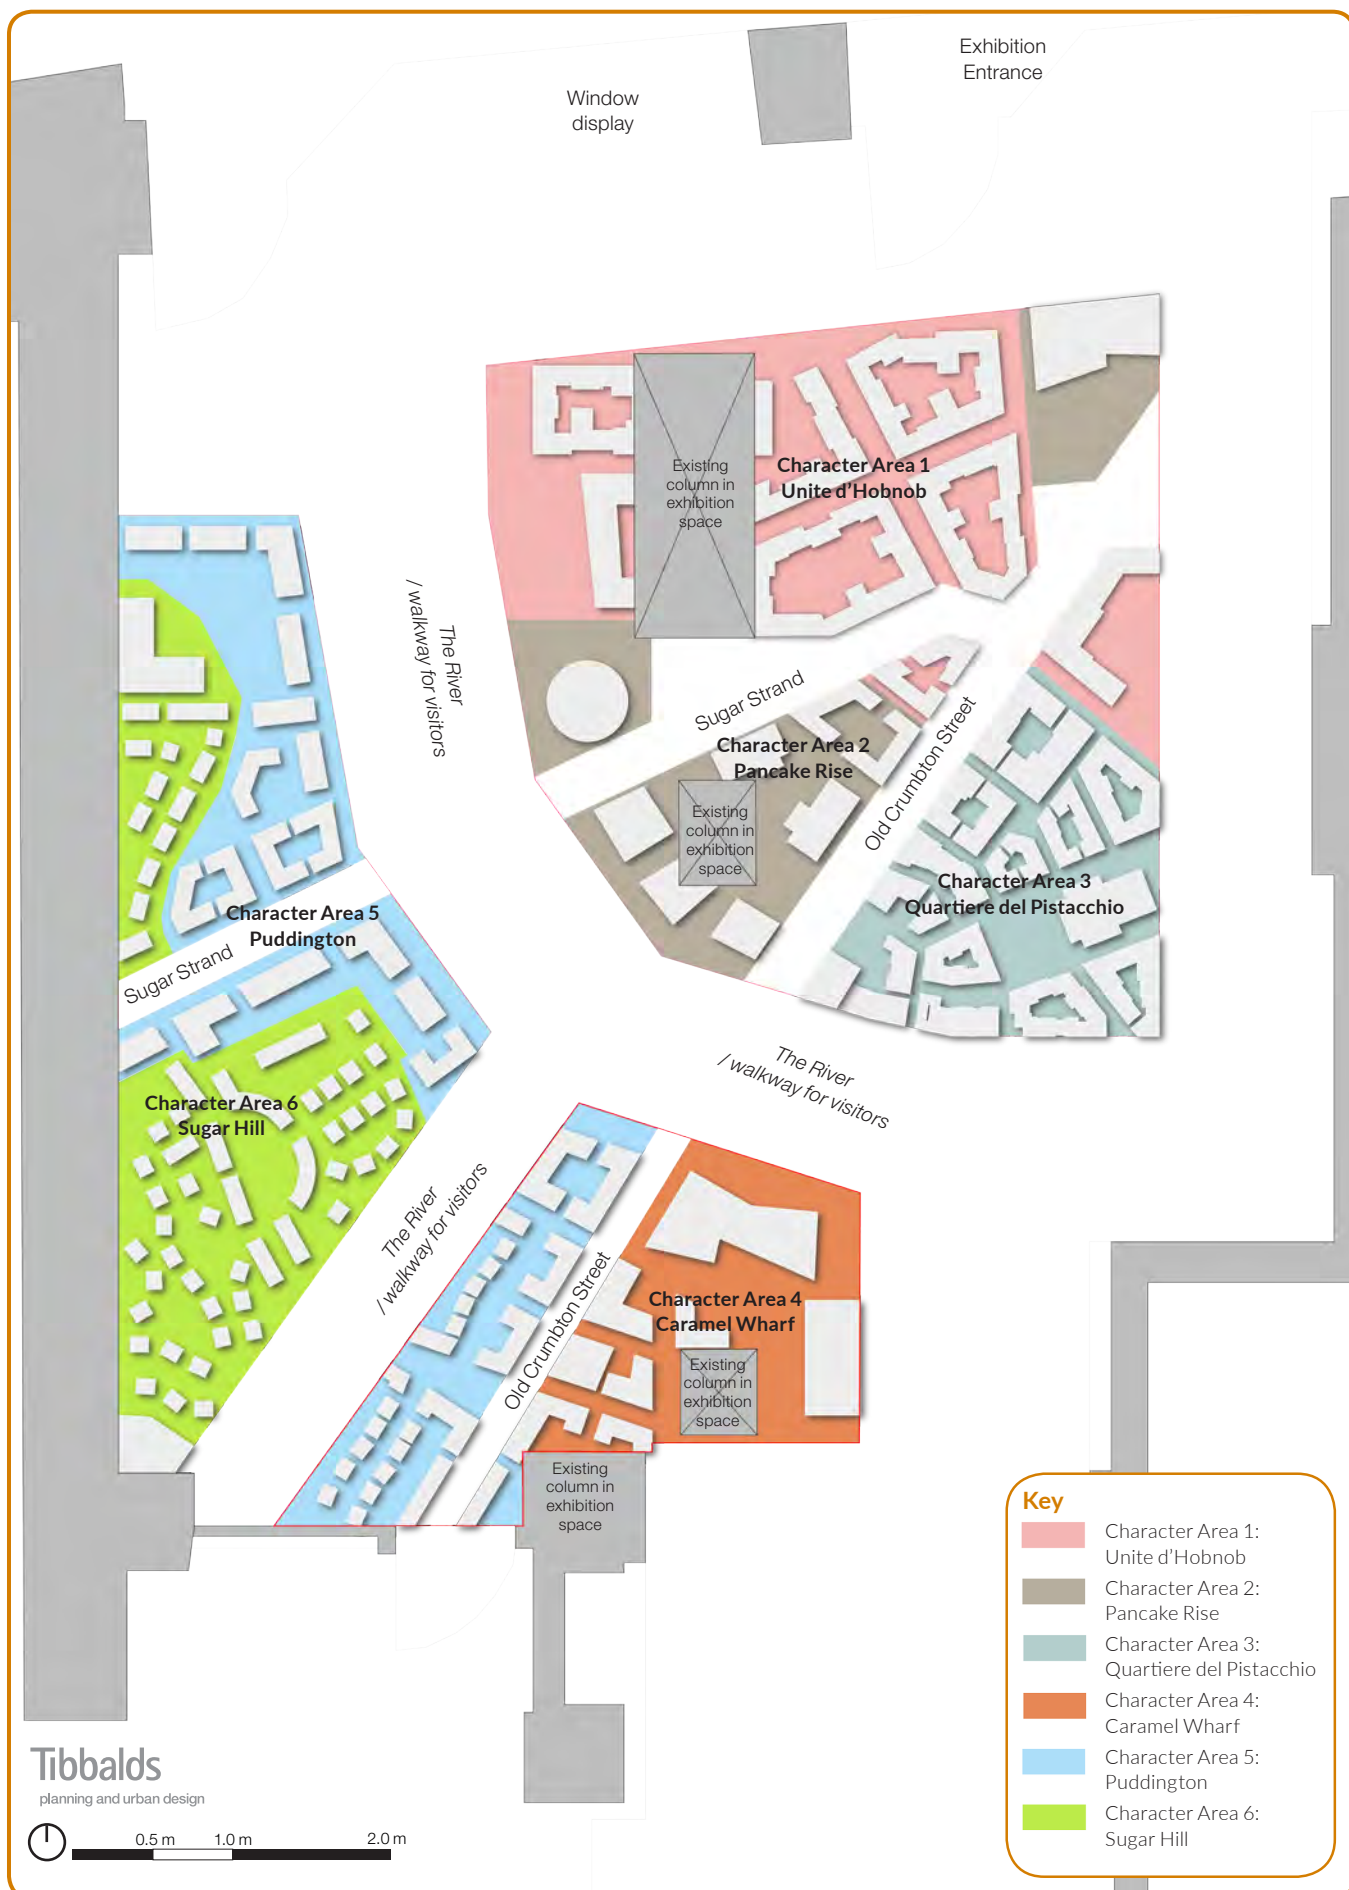 Exhibition
Entrance
Window
display
Existing
column in
exhibition
space
Character Area 1
Unite d'Hobnob
The River
/ walkway for visitors
Sugar Strand
Character Area 2
Pancake Rise
Existing
column in
exhibition
space
Old Crumbton Street
Character Area 3
Quartiere del Pistacchio
Character Area 5
Puddington
Sugar Strand
The River
/ walkway for visitors
Character Area 6
Sugar Hill
The River
/ walkway for visitors
Old Crumbton Street
Character Area 4
Caramel Wharf
Existing
column in
exhibition
space
Existing
column in
exhibition
space
Key
Character Area 1:
Unite d'Hobnob
Character Area 2:
Pancake Rise
Character Area 3:
Quartiere del Pistacchio
Character Area 4:
Caramel Wharf
Character Area 5:
Puddington
Character Area 6:
Sugar Hill
Tibbalds
planning and urban design
0.5 m 1.0 m 2.0 m